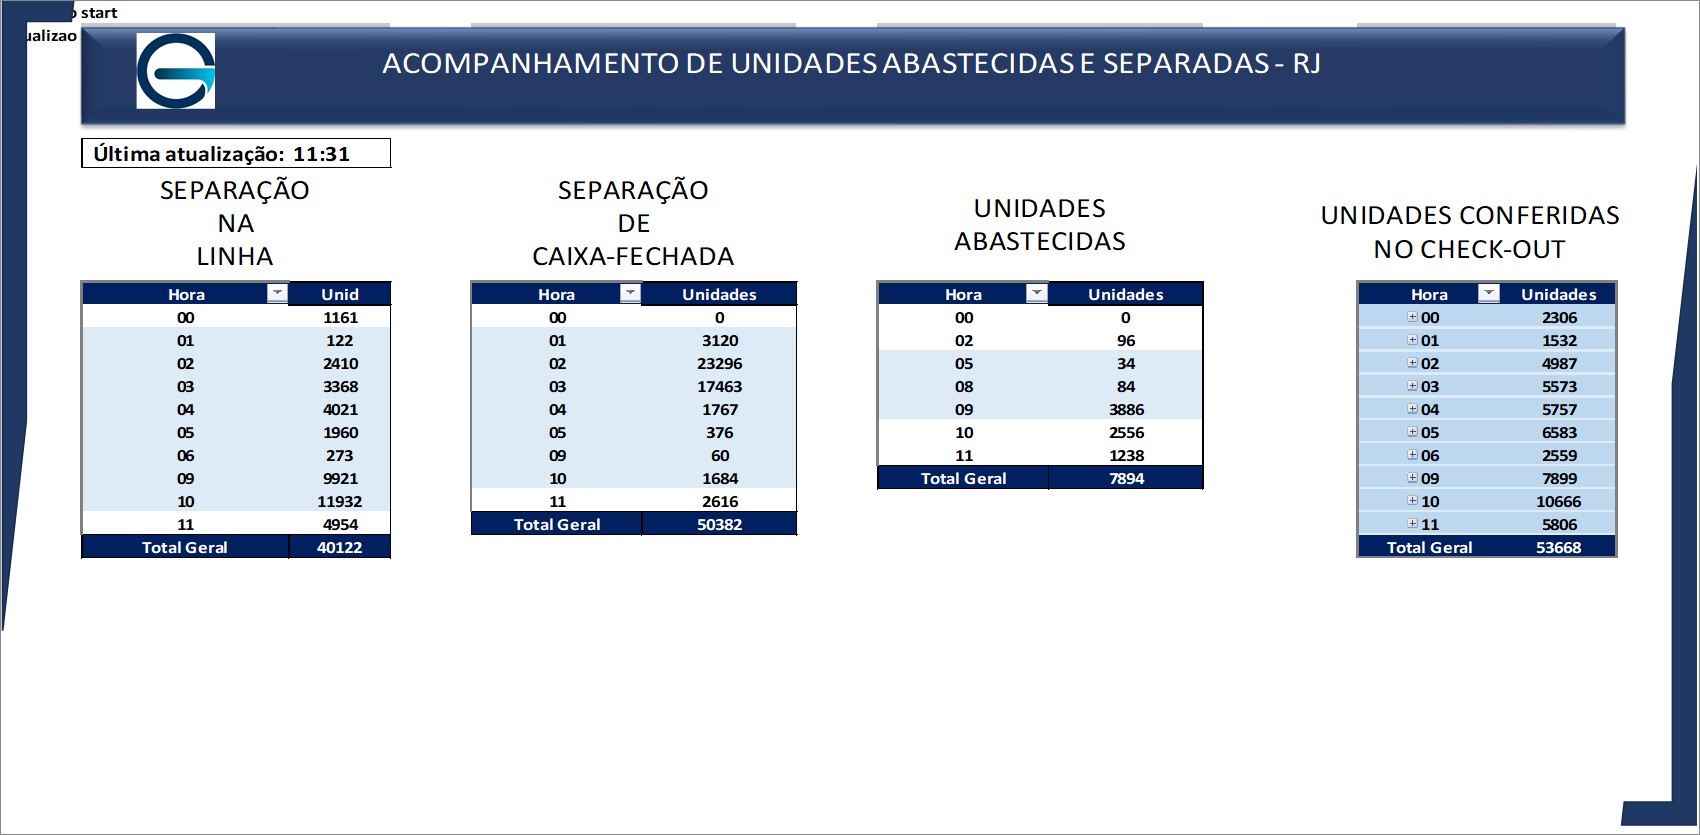 start
ualizao
ACOMPANHAMENTO DE UNIDADES ABASTECIDAS E SEPARADAS - RJ
Última atualização: 11:31
SEPARAÇÃO
NA
LINHA
Hora Unid
00 1161
01 122
02 2410
03 3368
04 4021
05 1960
06 273
09 9921
10 11932
11 4954
Total Geral 40122
SEPARAÇÃO
DE
CAIXA-FECHADA
Hora Unidades
00 0
01 3120
02 23296
03 17463
04 1767
05 376
09 60
10 1684
11 2616
Total Geral 50382
UNIDADES
ABASTECIDAS
Hora Unidades
00 0
02 96
05 34
08 84
09 3886
10 2556
11 1238
Total Geral 7894
UNIDADES CONFERIDAS
NO CHECK-OUT
Hora Unidades
00 2306
01 1532
02 4987
03 5573
04 5757
05 6583
06 2559
09 7899
10 10666
11 5806
Total Geral 53668